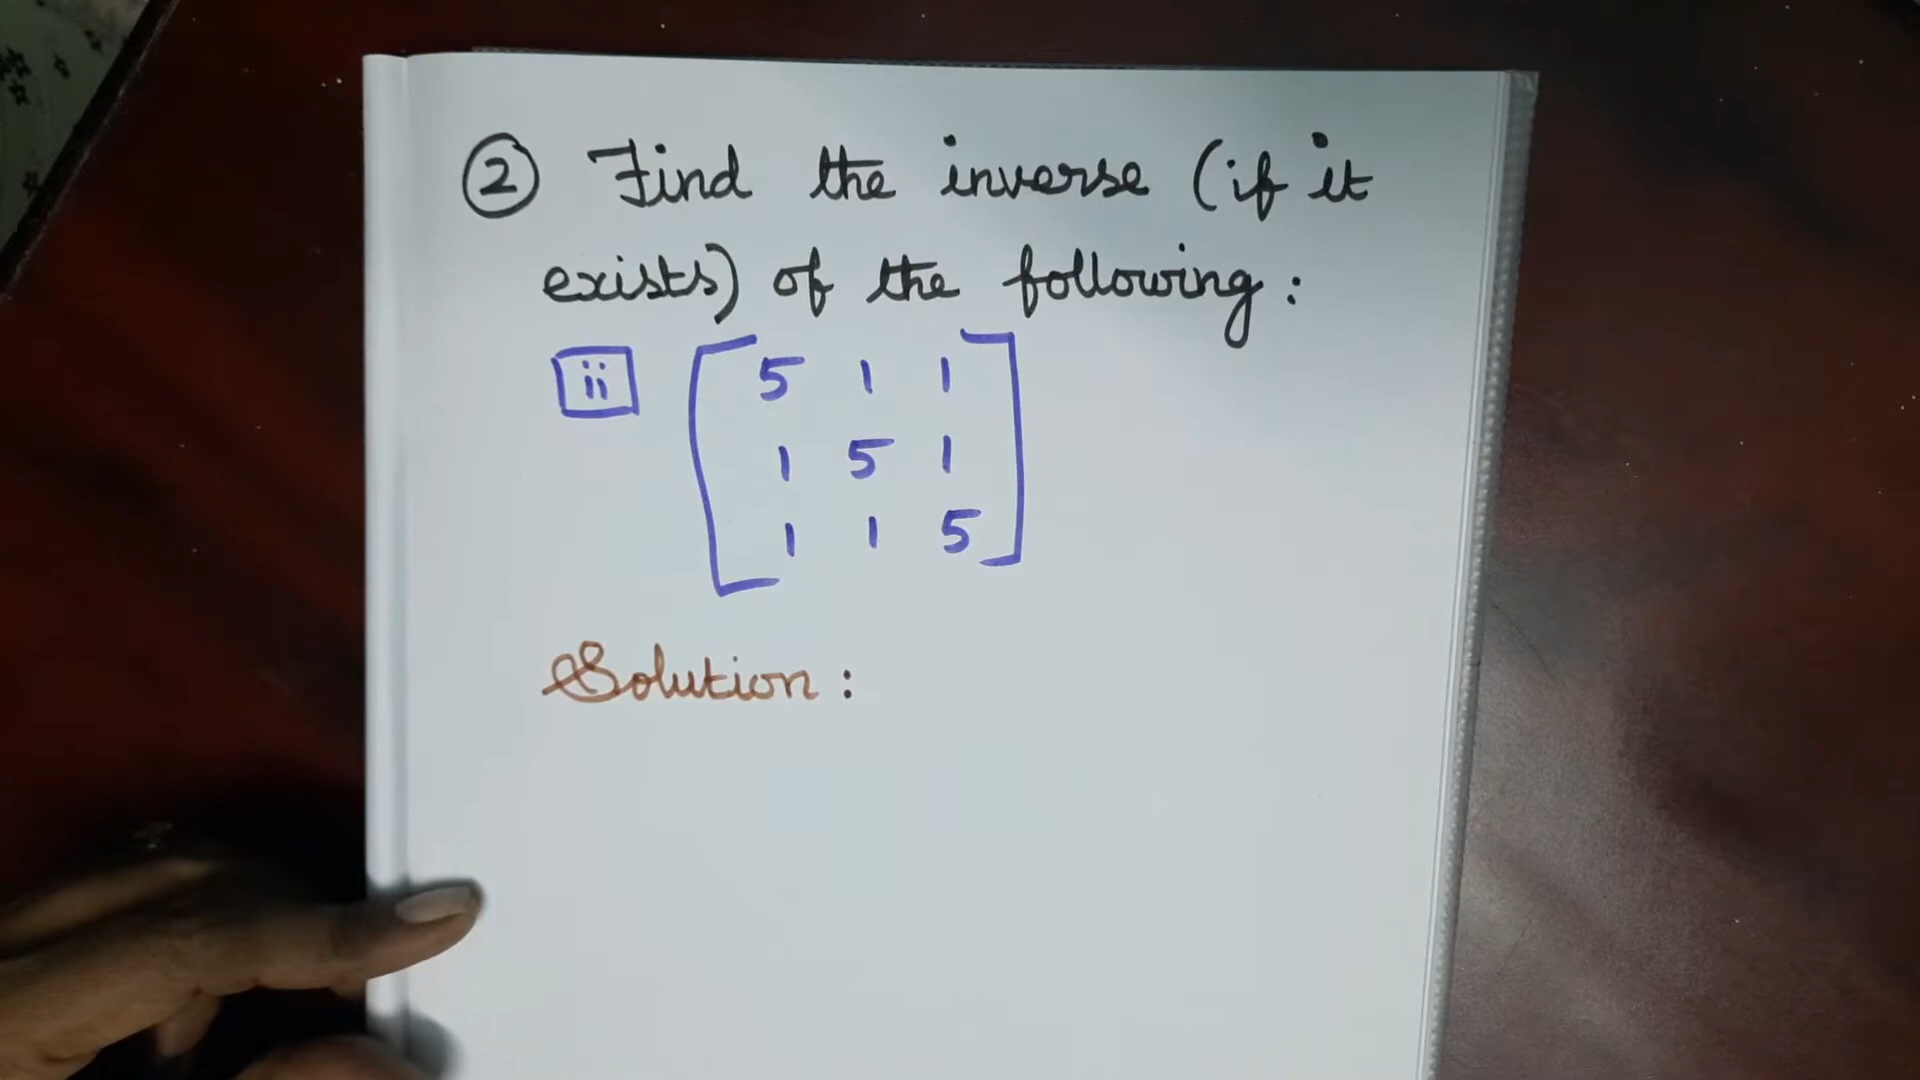 ② Find the inverse (if it
exists) of the following:
ii [5 1 1
1 5 1
1 1 5]
Solution: